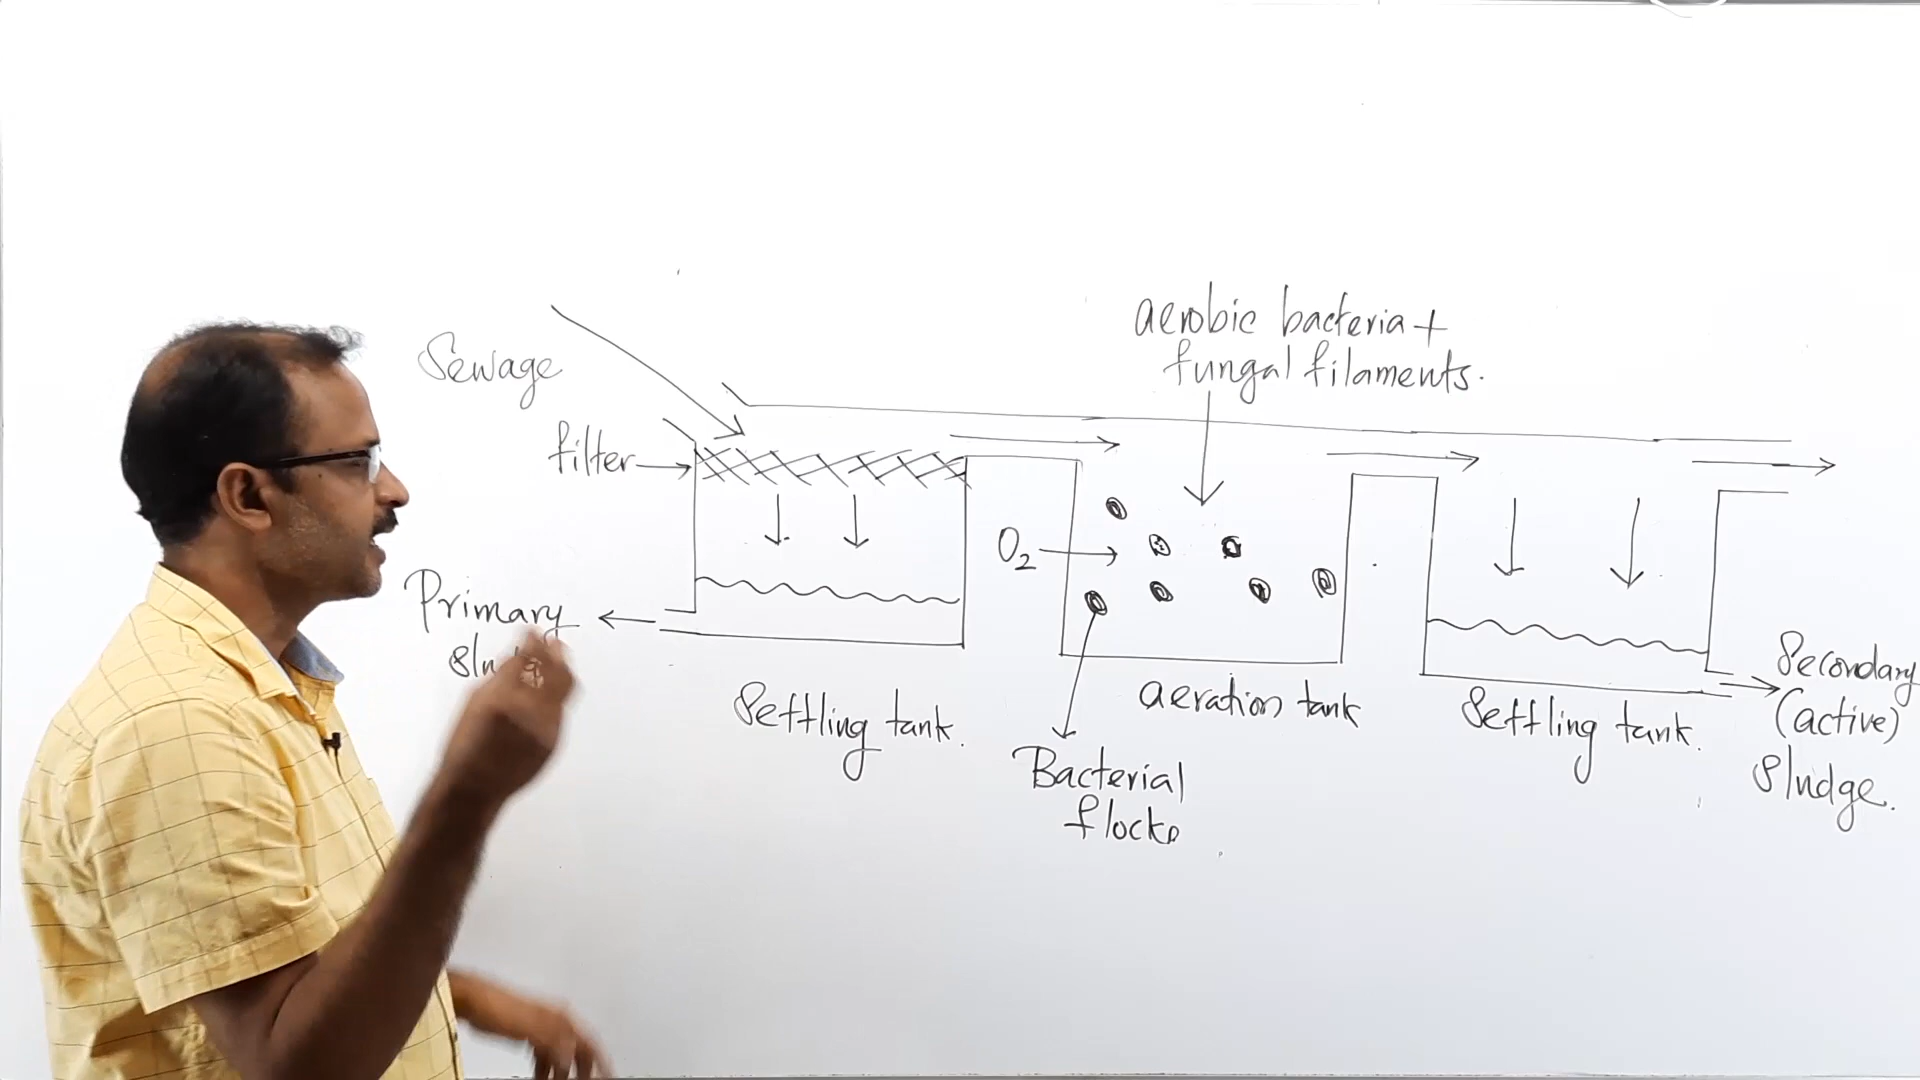 Sewage
filter
Primary
aerobic bacteria +
fungal filaments.
O2
Settling tank.
aeration tank
Bacterial
flocks
Settling tank.
Secondary
(active)
sludge.